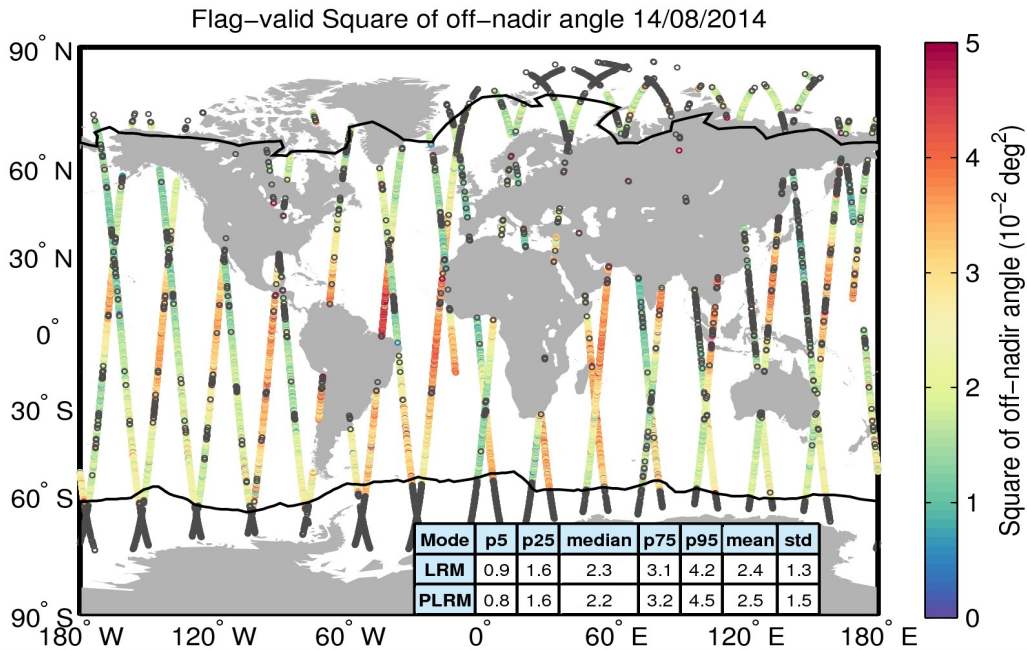 Flag−valid Square of off−nadir angle 14/08/2014
90° N
60° N
30° N
0°
30° S
60° S
90° S
180° W
120° W
60° W
0°
60° E
120° E
180° E
Mode p5 p25 median p75 p95 mean std
LRM 0.9 1.6 2.3 3.1 4.2 2.4 1.3
PLRM 0.8 1.6 2.2 3.2 4.5 2.5 1.5
5
4
3
2
1
0
Square of off−nadir angle (10⁻² deg²)